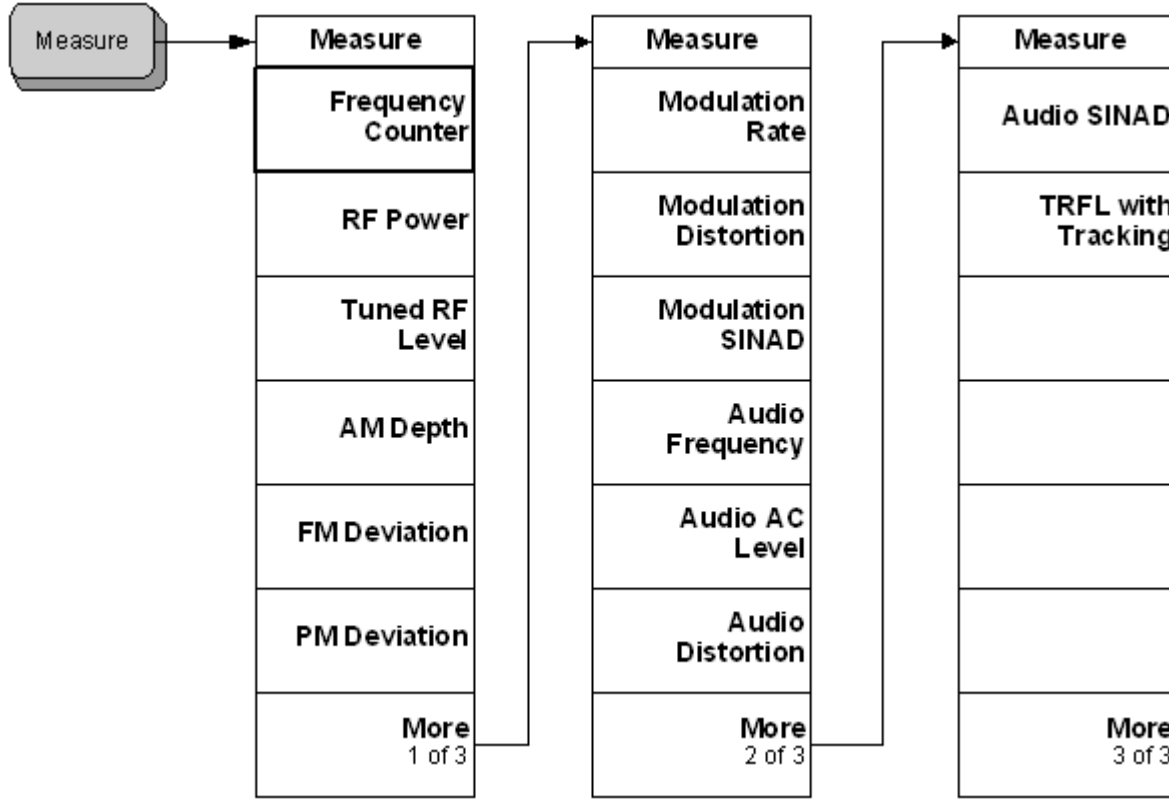 Measure
Measure
Frequency
Counter
RF Power
Tuned RF
Level
AM Depth
FM Deviation
PM Deviation
More
1 of 3
Measure
Modulation
Rate
Modulation
Distortion
Modulation
SINAD
Audio
Frequency
Audio AC
Level
Audio
Distortion
More
2 of 3
Measure
Audio SINAD
TRFL with
Tracking
More
3 of 3